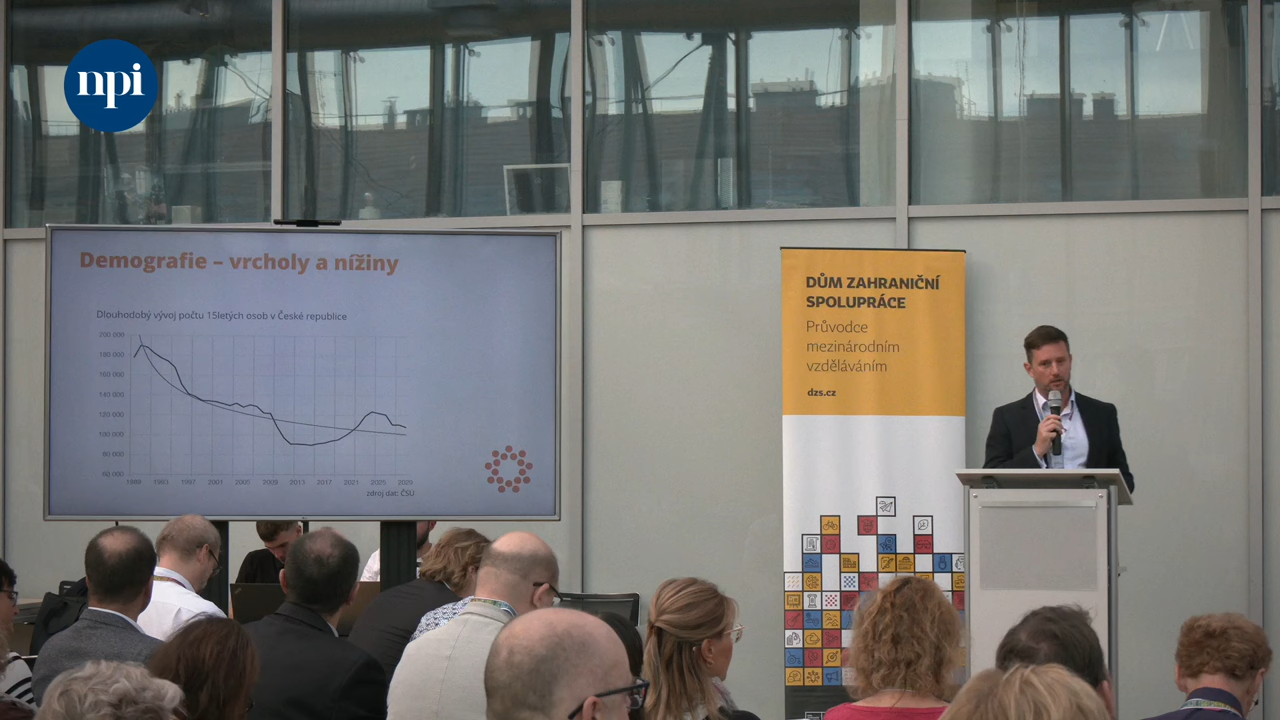 npi
Demografie – vrcholy a nížiny
Dlouhodobý vývoj počtu 15letých osob v České republice
200 000
180 000
160 000
140 000
120 000
100 000
80 000
60 000
1989 1993 1997 2001 2005 2009 2013 2017 2021 2025 2029
zdroj dat: ČSÚ
DŮM ZAHRANIČNÍ
SPOLUPRÁCE
Průvodce
mezinárodním
vzděláváním
dzs.cz